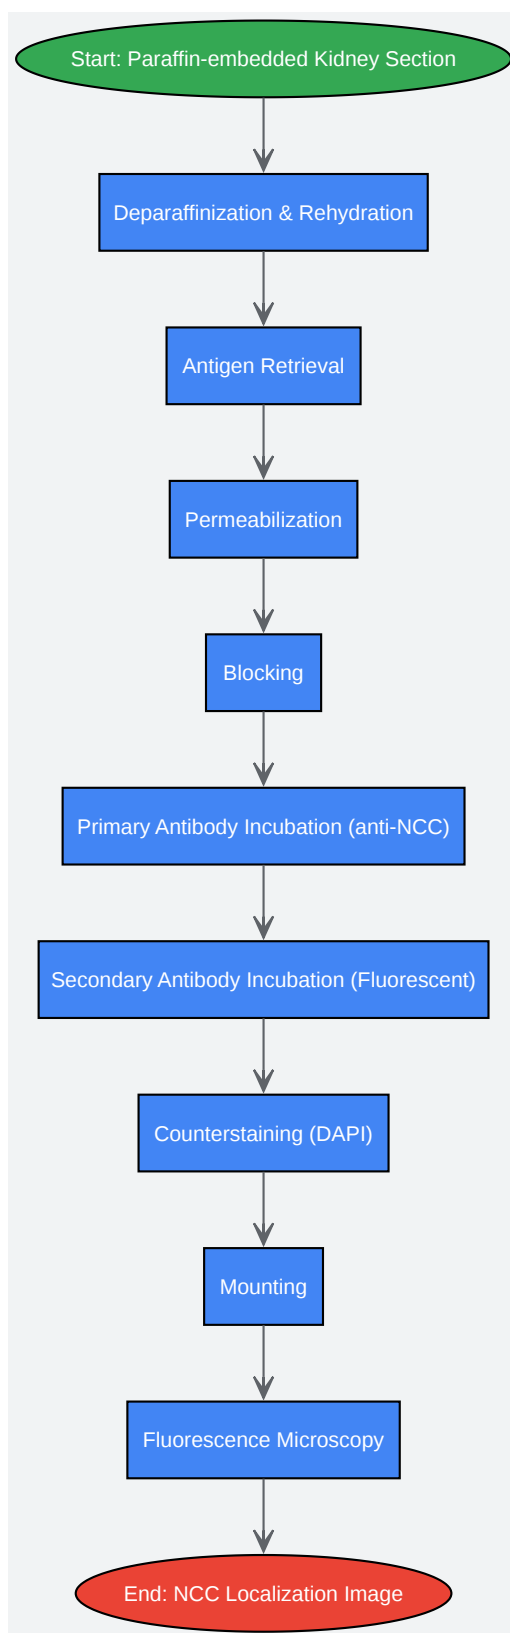 Start: Paraffin-embedded Kidney Section
Deparaffinization & Rehydration
Antigen Retrieval
Permeabilization
Blocking
Primary Antibody Incubation (anti-NCC)
Secondary Antibody Incubation (Fluorescent)
Counterstaining (DAPI)
Mounting
Fluorescence Microscopy
End: NCC Localization Image